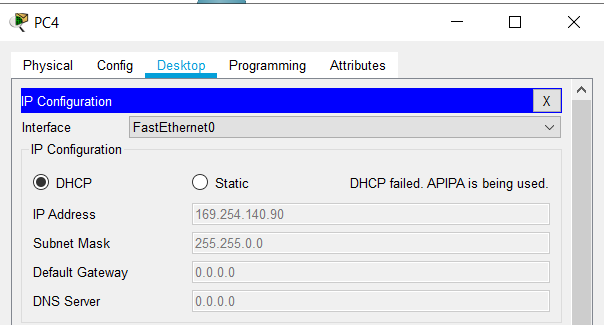 PC4
Physical Config Desktop Programming Attributes
IP Configuration X
Interface FastEthernet0
IP Configuration
DHCP Static DHCP failed. APIPA is being used.
IP Address 169.254.140.90
Subnet Mask 255.255.0.0
Default Gateway 0.0.0.0
DNS Server 0.0.0.0